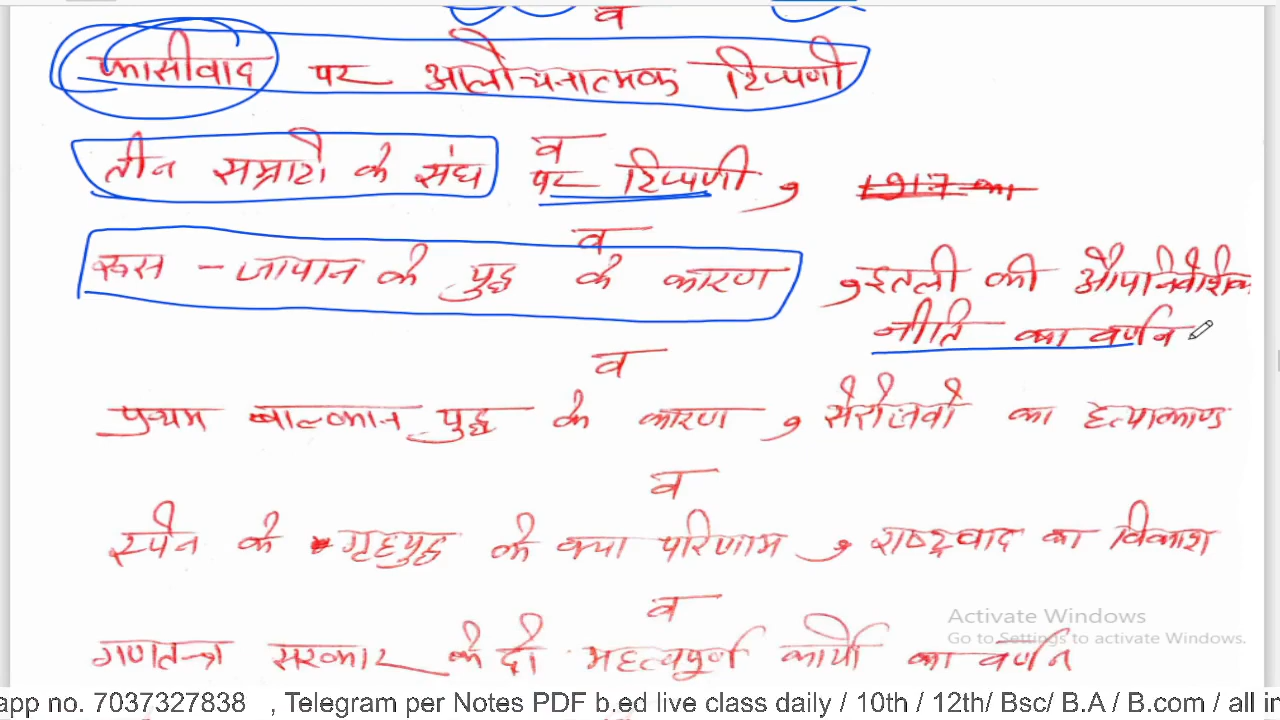 व
फासीवाद पर आलोचनात्मक टिप्पणी
व
तीन सम्राटों के संघ पर टिप्पणी , 1917 का
व
रूस - जापान के युद्ध के कारण , इतली की औपनिवेशिक
नीति का वर्णन
व
प्रथम बाल्कान युद्ध के कारण , सेरोजेवो का हत्याकाण्ड
व
स्पेन के गृहयुद्ध के क्या परिणाम , राष्ट्रवाद का विकाश
व
गणतन्त्र सरकार के दो महत्वपूर्ण कार्यो का वर्णन
Activate Windows
Go to Settings to activate Windows.
app no. 7037327838 , Telegram per Notes PDF b.ed live class daily / 10th / 12th/ Bsc/ B.A / B.com / all in